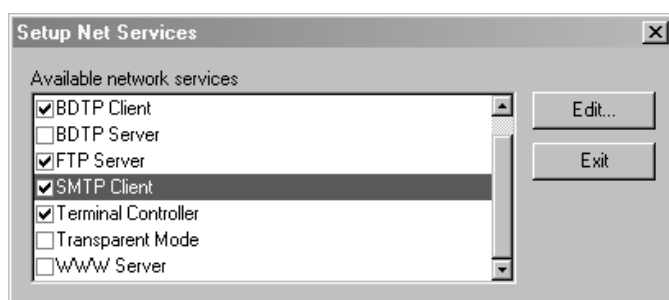 Setup Net Services
Available network services
BDTP Client
Edit...
BDTP Server
FTP Server
Exit
SMTP Client
Terminal Controller
Transparent Mode
WWW Server